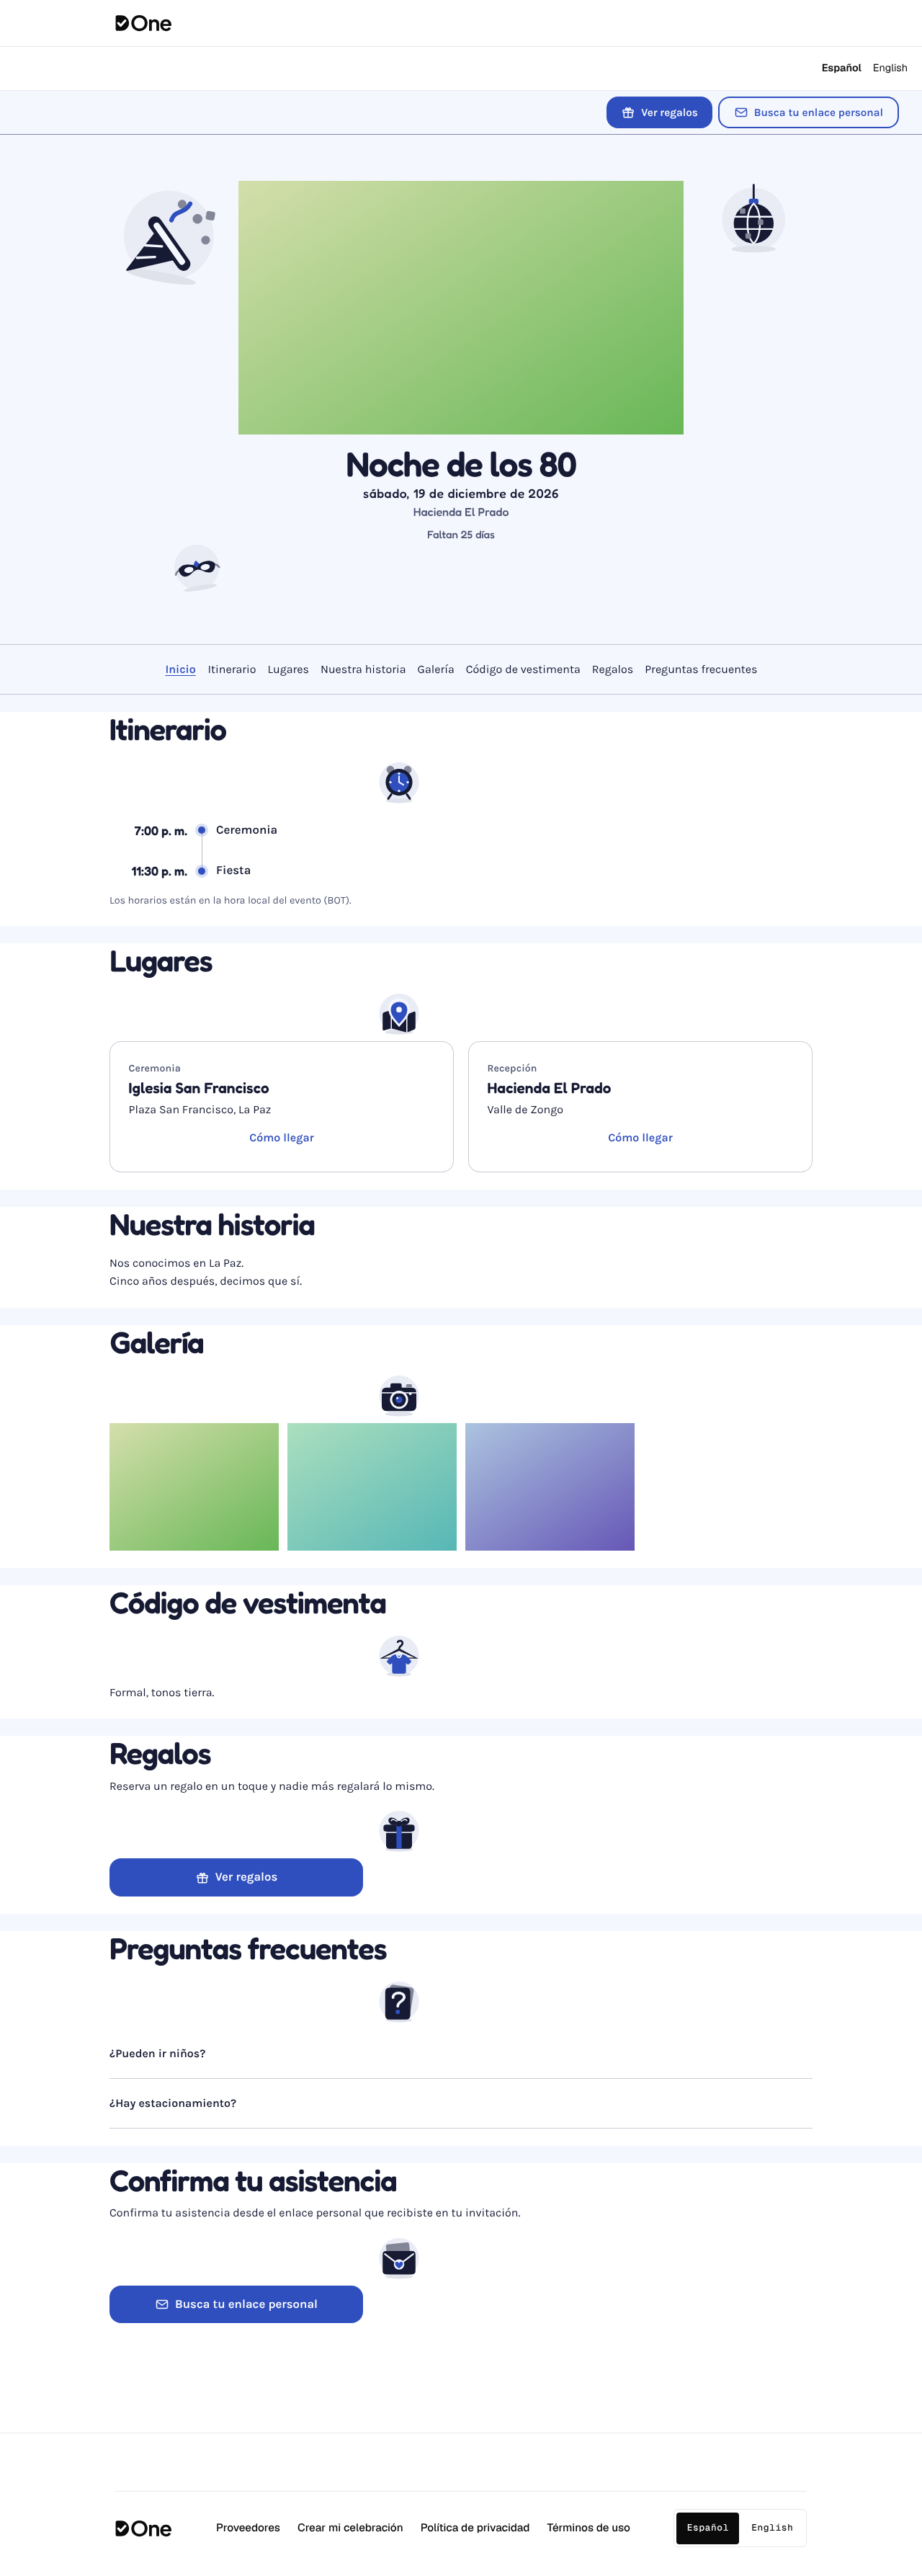 One
Español English
Ver regalos Busca tu enlace personal
Noche de los 80
sábado, 19 de diciembre de 2026
Hacienda El Prado
Faltan 25 días
Inicio Itinerario Lugares Nuestra historia Galería Código de vestimenta Regalos Preguntas frecuentes
Itinerario
7:00 p. m. Ceremonia
11:30 p. m. Fiesta
Los horarios están en la hora local del evento (BOT).
Lugares
Ceremonia
Iglesia San Francisco
Plaza San Francisco, La Paz
Cómo llegar
Recepción
Hacienda El Prado
Valle de Zongo
Cómo llegar
Nuestra historia
Nos conocimos en La Paz.
Cinco años después, decimos que sí.
Galería
Código de vestimenta
Formal, tonos tierra.
Regalos
Reserva un regalo en un toque y nadie más regalará lo mismo.
Ver regalos
Preguntas frecuentes
¿Pueden ir niños?
¿Hay estacionamiento?
Confirma tu asistencia
Confirma tu asistencia desde el enlace personal que recibiste en tu invitación.
Busca tu enlace personal
One Proveedores Crear mi celebración Política de privacidad Términos de uso Español English